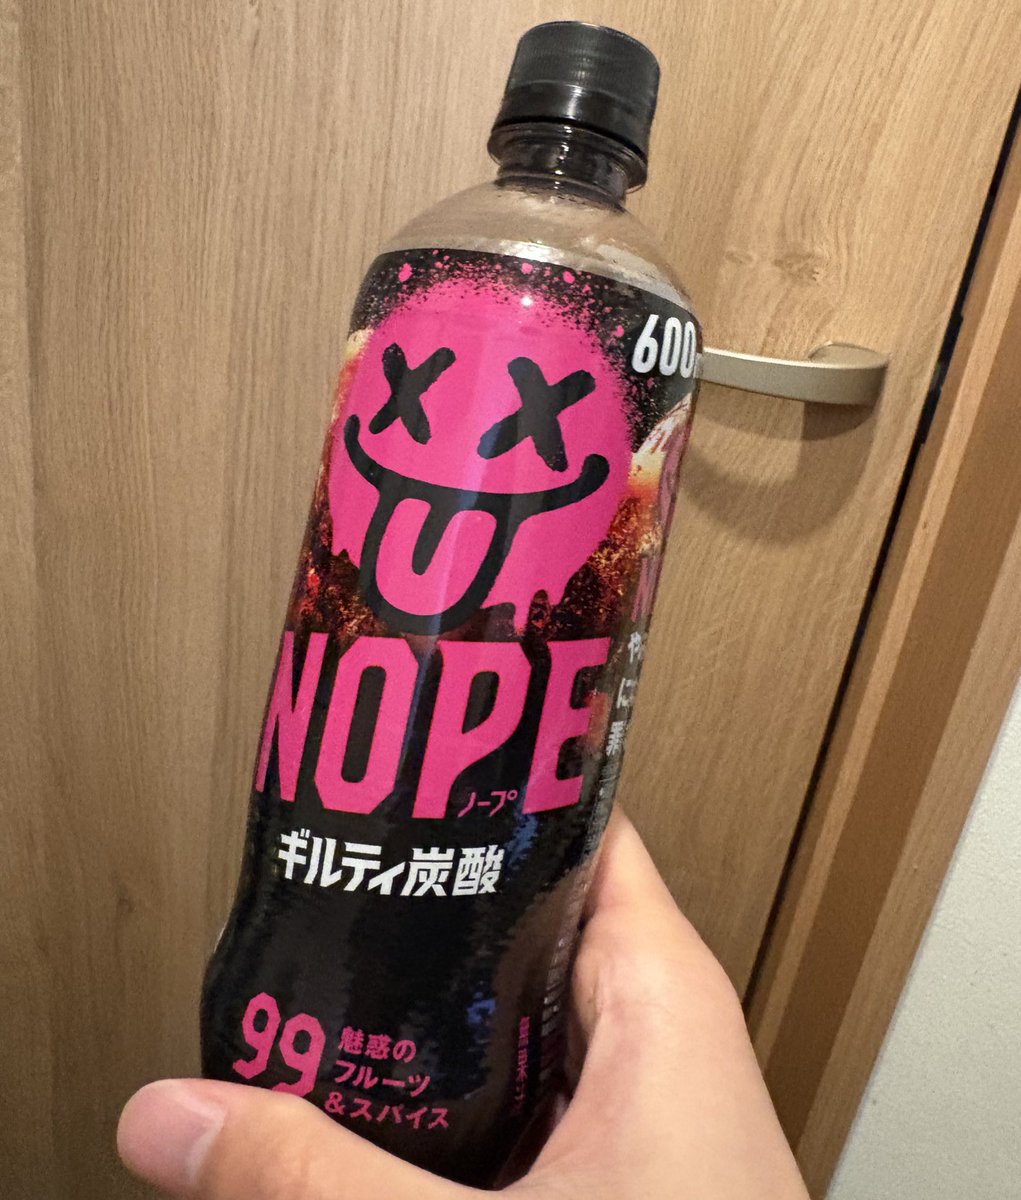 600
NOPE
ノープ
ギルティ炭酸
99
魅惑の
フルーツ
&スパイス